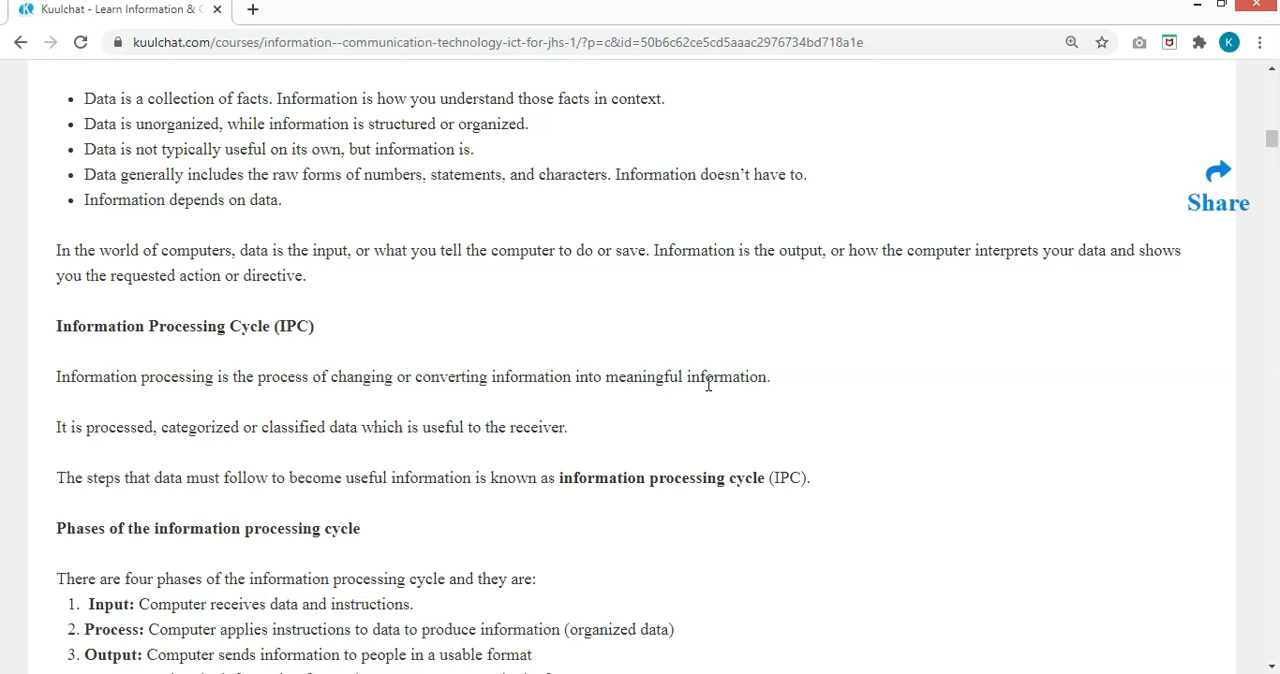 Kuulchat - Learn Information &
kuulchat.com/courses/information--communication-technology-ict-for-jhs-1/?p=c&id=50b6c62ce5cd5aaac2976734bd718a1e
K
• Data is a collection of facts. Information is how you understand those facts in context.
• Data is unorganized, while information is structured or organized.
• Data is not typically useful on its own, but information is.
• Data generally includes the raw forms of numbers, statements, and characters. Information doesn’t have to.
• Information depends on data.
Share
In the world of computers, data is the input, or what you tell the computer to do or save. Information is the output, or how the computer interprets your data and shows
you the requested action or directive.
Information Processing Cycle (IPC)
Information processing is the process of changing or converting information into meaningful information.
It is processed, categorized or classified data which is useful to the receiver.
The steps that data must follow to become useful information is known as information processing cycle (IPC).
Phases of the information processing cycle
There are four phases of the information processing cycle and they are:
1. Input: Computer receives data and instructions.
2. Process: Computer applies instructions to data to produce information (organized data)
3. Output: Computer sends information to people in a usable format